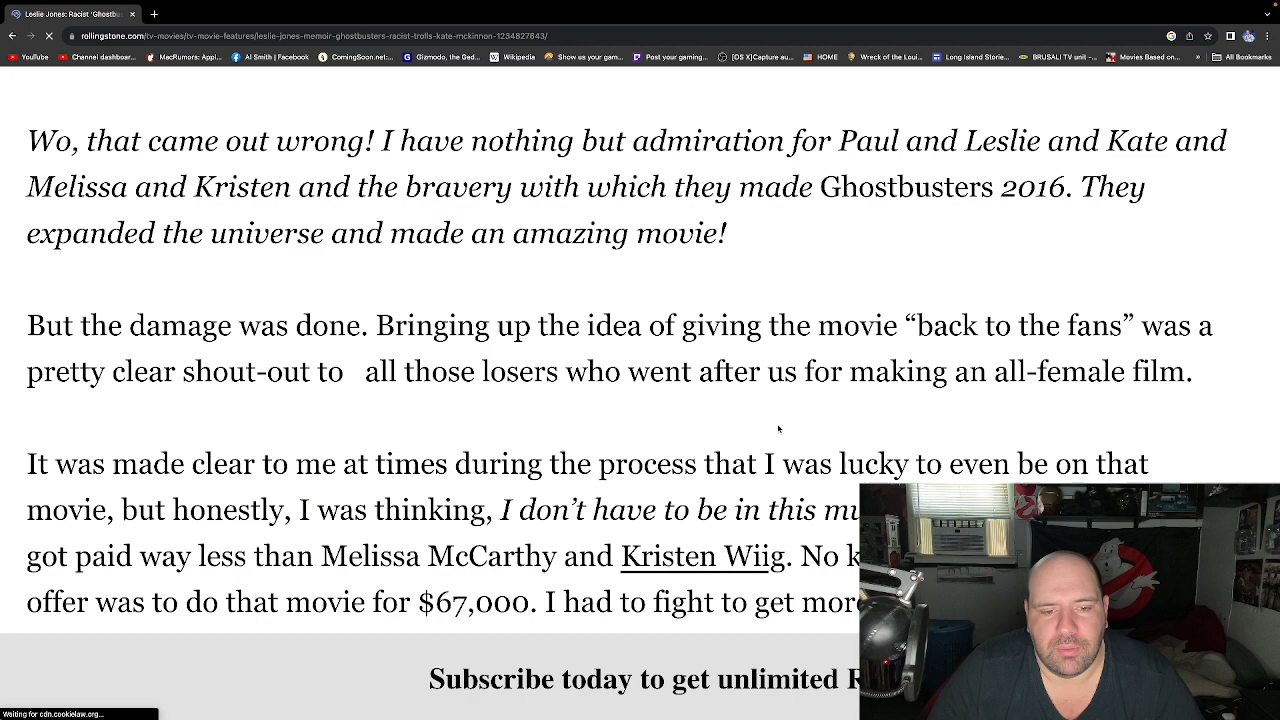 Leslie Jones: Racist 'Ghostbu
rollingstone.com/tv-movies/tv-movie-features/leslie-jones-memoir-ghostbusters-racist-trolls-kate-mckinnon-1234827643/
YouTube Channel dashboar... MacRumors: Appl... Al Smith | Facebook ComingSoon.net:... Gizmodo, the Gad... Wikipedia Show us your gam... Post your gaming... [OS X]Capture au... HOME Wreck of the Loui... Long Island Storie... BRUSALI TV unit –... Movies Based on... » All Bookmarks
Wo, that came out wrong! I have nothing but admiration for Paul and Leslie and Kate and
Melissa and Kristen and the bravery with which they made Ghostbusters 2016. They
expanded the universe and made an amazing movie!
But the damage was done. Bringing up the idea of giving the movie “back to the fans” was a
pretty clear shout-out to all those losers who went after us for making an all-female film.
It was made clear to me at times during the process that I was lucky to even be on that
movie, but honestly, I was thinking, I don’t have to be in this mu
got paid way less than Melissa McCarthy and Kristen Wiig. No k
offer was to do that movie for $67,000. I had to fight to get more
Subscribe today to get unlimited R
Waiting for cdn.cookielaw.org...